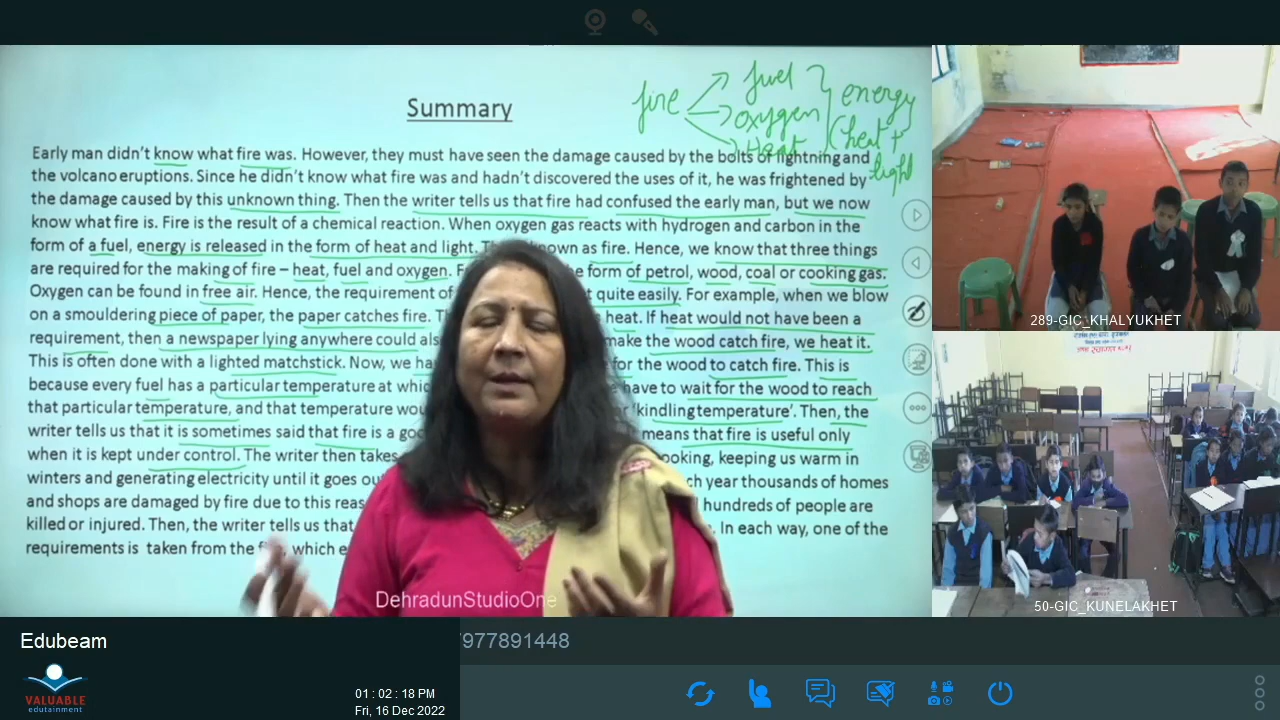 Summary
fire
fuel
oxygen
Heat
energy
(heat +
light
Early man didn't know what fire was. However, they must have seen the damage caused by the bolts of lightning and
the volcano eruptions. Since he didn't know what fire was and hadn't discovered the uses of it, he was frightened by
the damage caused by this unknown thing. Then the writer tells us that fire had confused the early man, but we now
know what fire is. Fire is the result of a chemical reaction. When oxygen gas reacts with hydrogen and carbon in the
form of a fuel, energy is released in the form of heat and light. known as fire. Hence, we know that three things
are required for the making of fire – heat, fuel and oxygen. the form of petrol, wood, coal or cooking gas.
Oxygen can be found in free air. Hence, the requirement of quite easily. For example, when we blow
on a smouldering piece of paper, the paper catches fire. heat. If heat would not have been a
requirement, then a newspaper lying anywhere could make the wood catch fire, we heat it.
This is often done with a lighted matchstick. Now, we for the wood to catch fire. This is
because every fuel has a particular temperature at have to wait for the wood to reach
that particular temperature, and that temperature 'kindling temperature'. Then, the
writer tells us that it is sometimes said that fire is a means that fire is useful only
when it is kept under control. The writer then takes keeping us warm in
winters and generating electricity until it goes year thousands of homes
and shops are damaged by fire due to this hundreds of people are
killed or injured. Then, the writer tells us that In each way, one of the
requirements is taken from the which
DehradunStudioOne
289-GIC_KHALYUKHET
50-GIC_KUNELAKHET
Edubeam
7977891448
VALUABLE
edutainment
01 : 02 : 18 PM
Fri, 16 Dec 2022